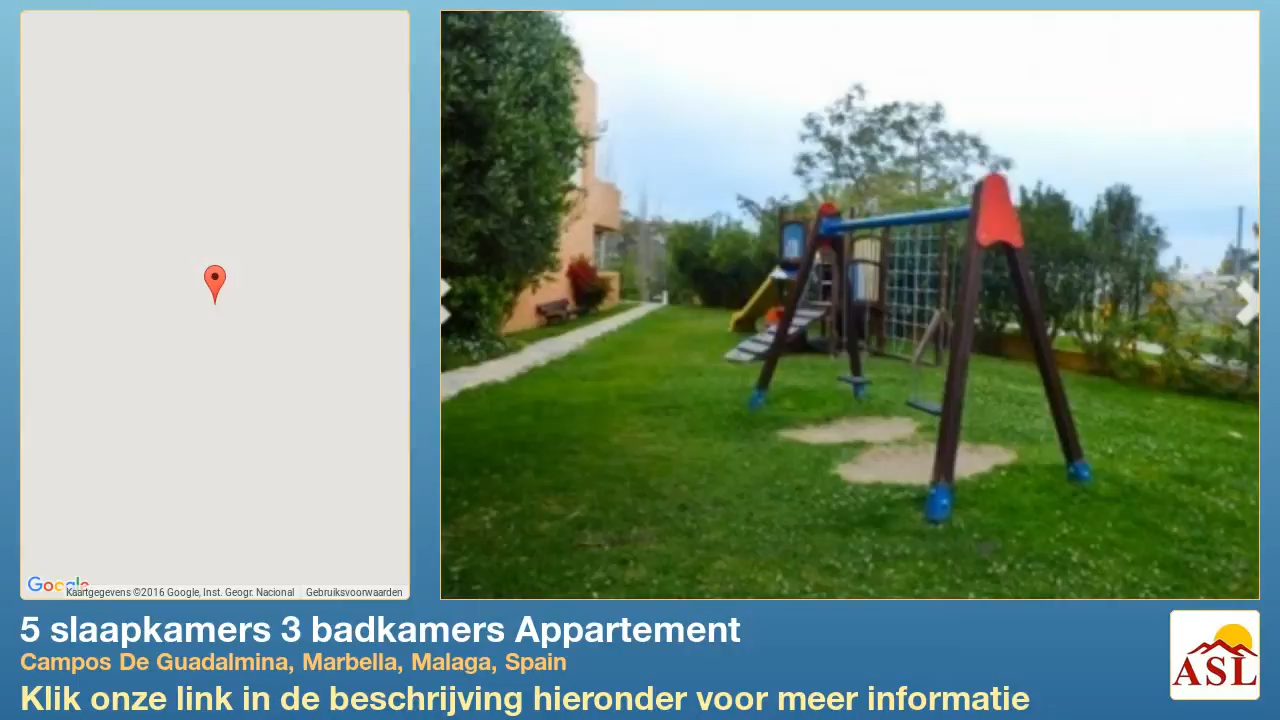 Google
Kaartgegevens ©2016 Google, Inst. Geogr. Nacional
Gebruiksvoorwaarden
5 slaapkamers 3 badkamers Appartement
Campos De Guadalmina, Marbella, Malaga, Spain
Klik onze link in de beschrijving hieronder voor meer informatie
ASL